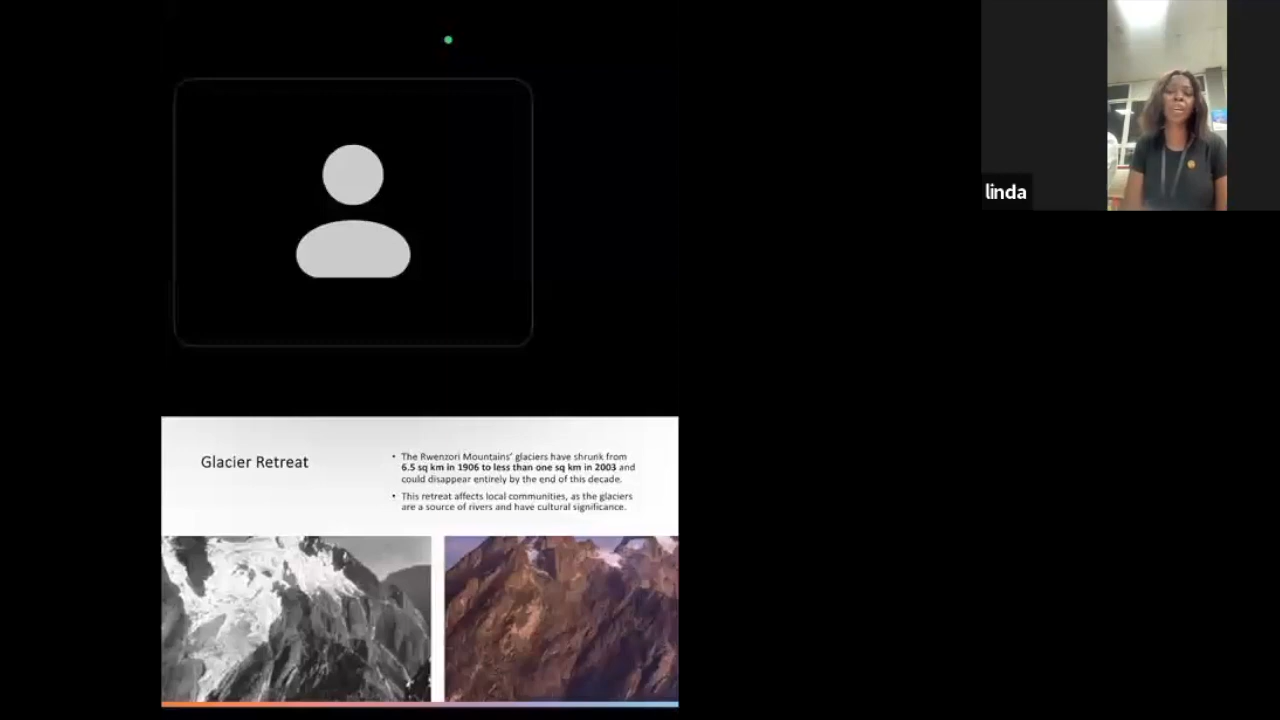 linda
Glacier Retreat
• The Rwenzori Mountains' glaciers have shrunk from
6.5 sq km in 1906 to less than one sq km in 2003 and
could disappear entirely by the end of this decade.
• This retreat affects local communities, as the glaciers
are a source of rivers and have cultural significance.